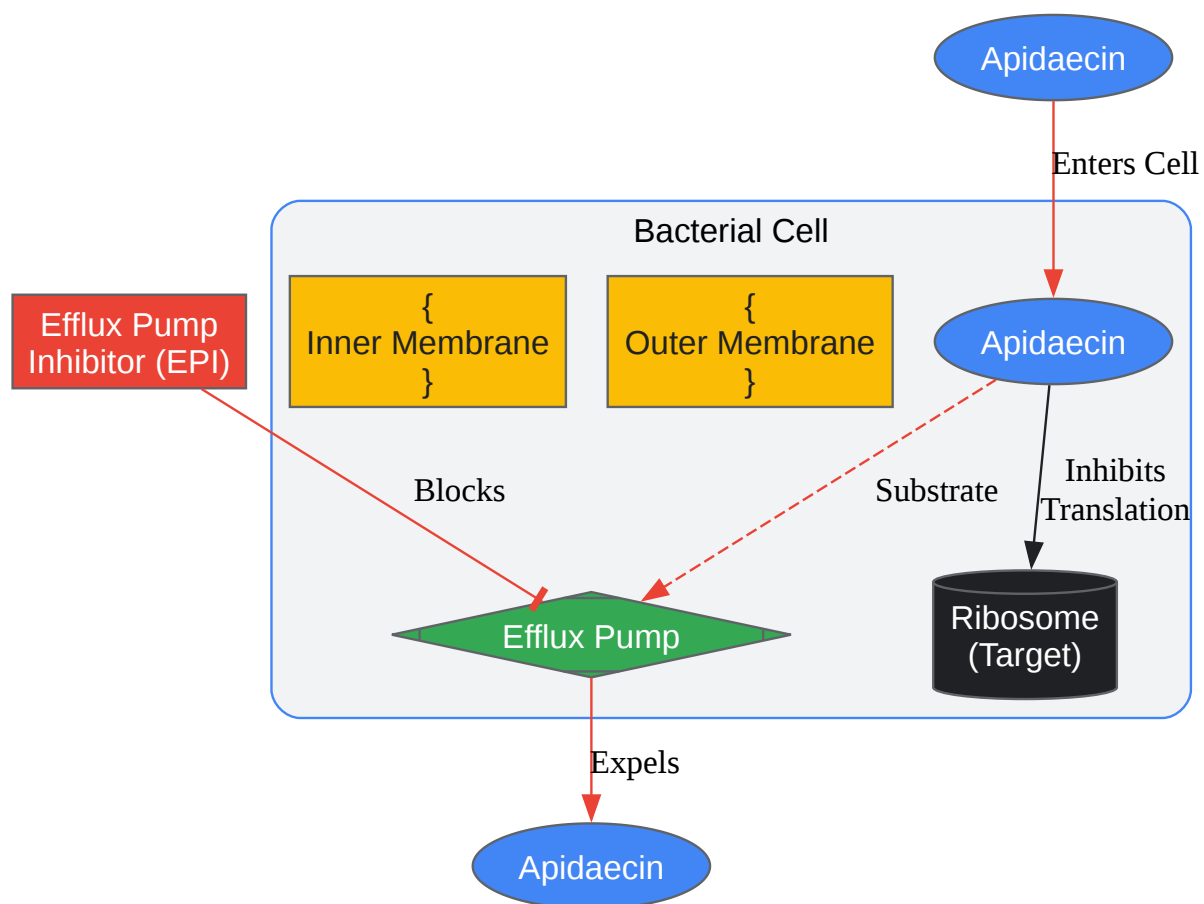 Apidaecin
Enters Cell
Bacterial Cell
Efflux Pump
Inhibitor (EPI)
{
Inner Membrane
}
{
Outer Membrane
}
Apidaecin
Blocks
Substrate
Inhibits
Translation
Efflux Pump
Ribosome
(Target)
Expels
Apidaecin